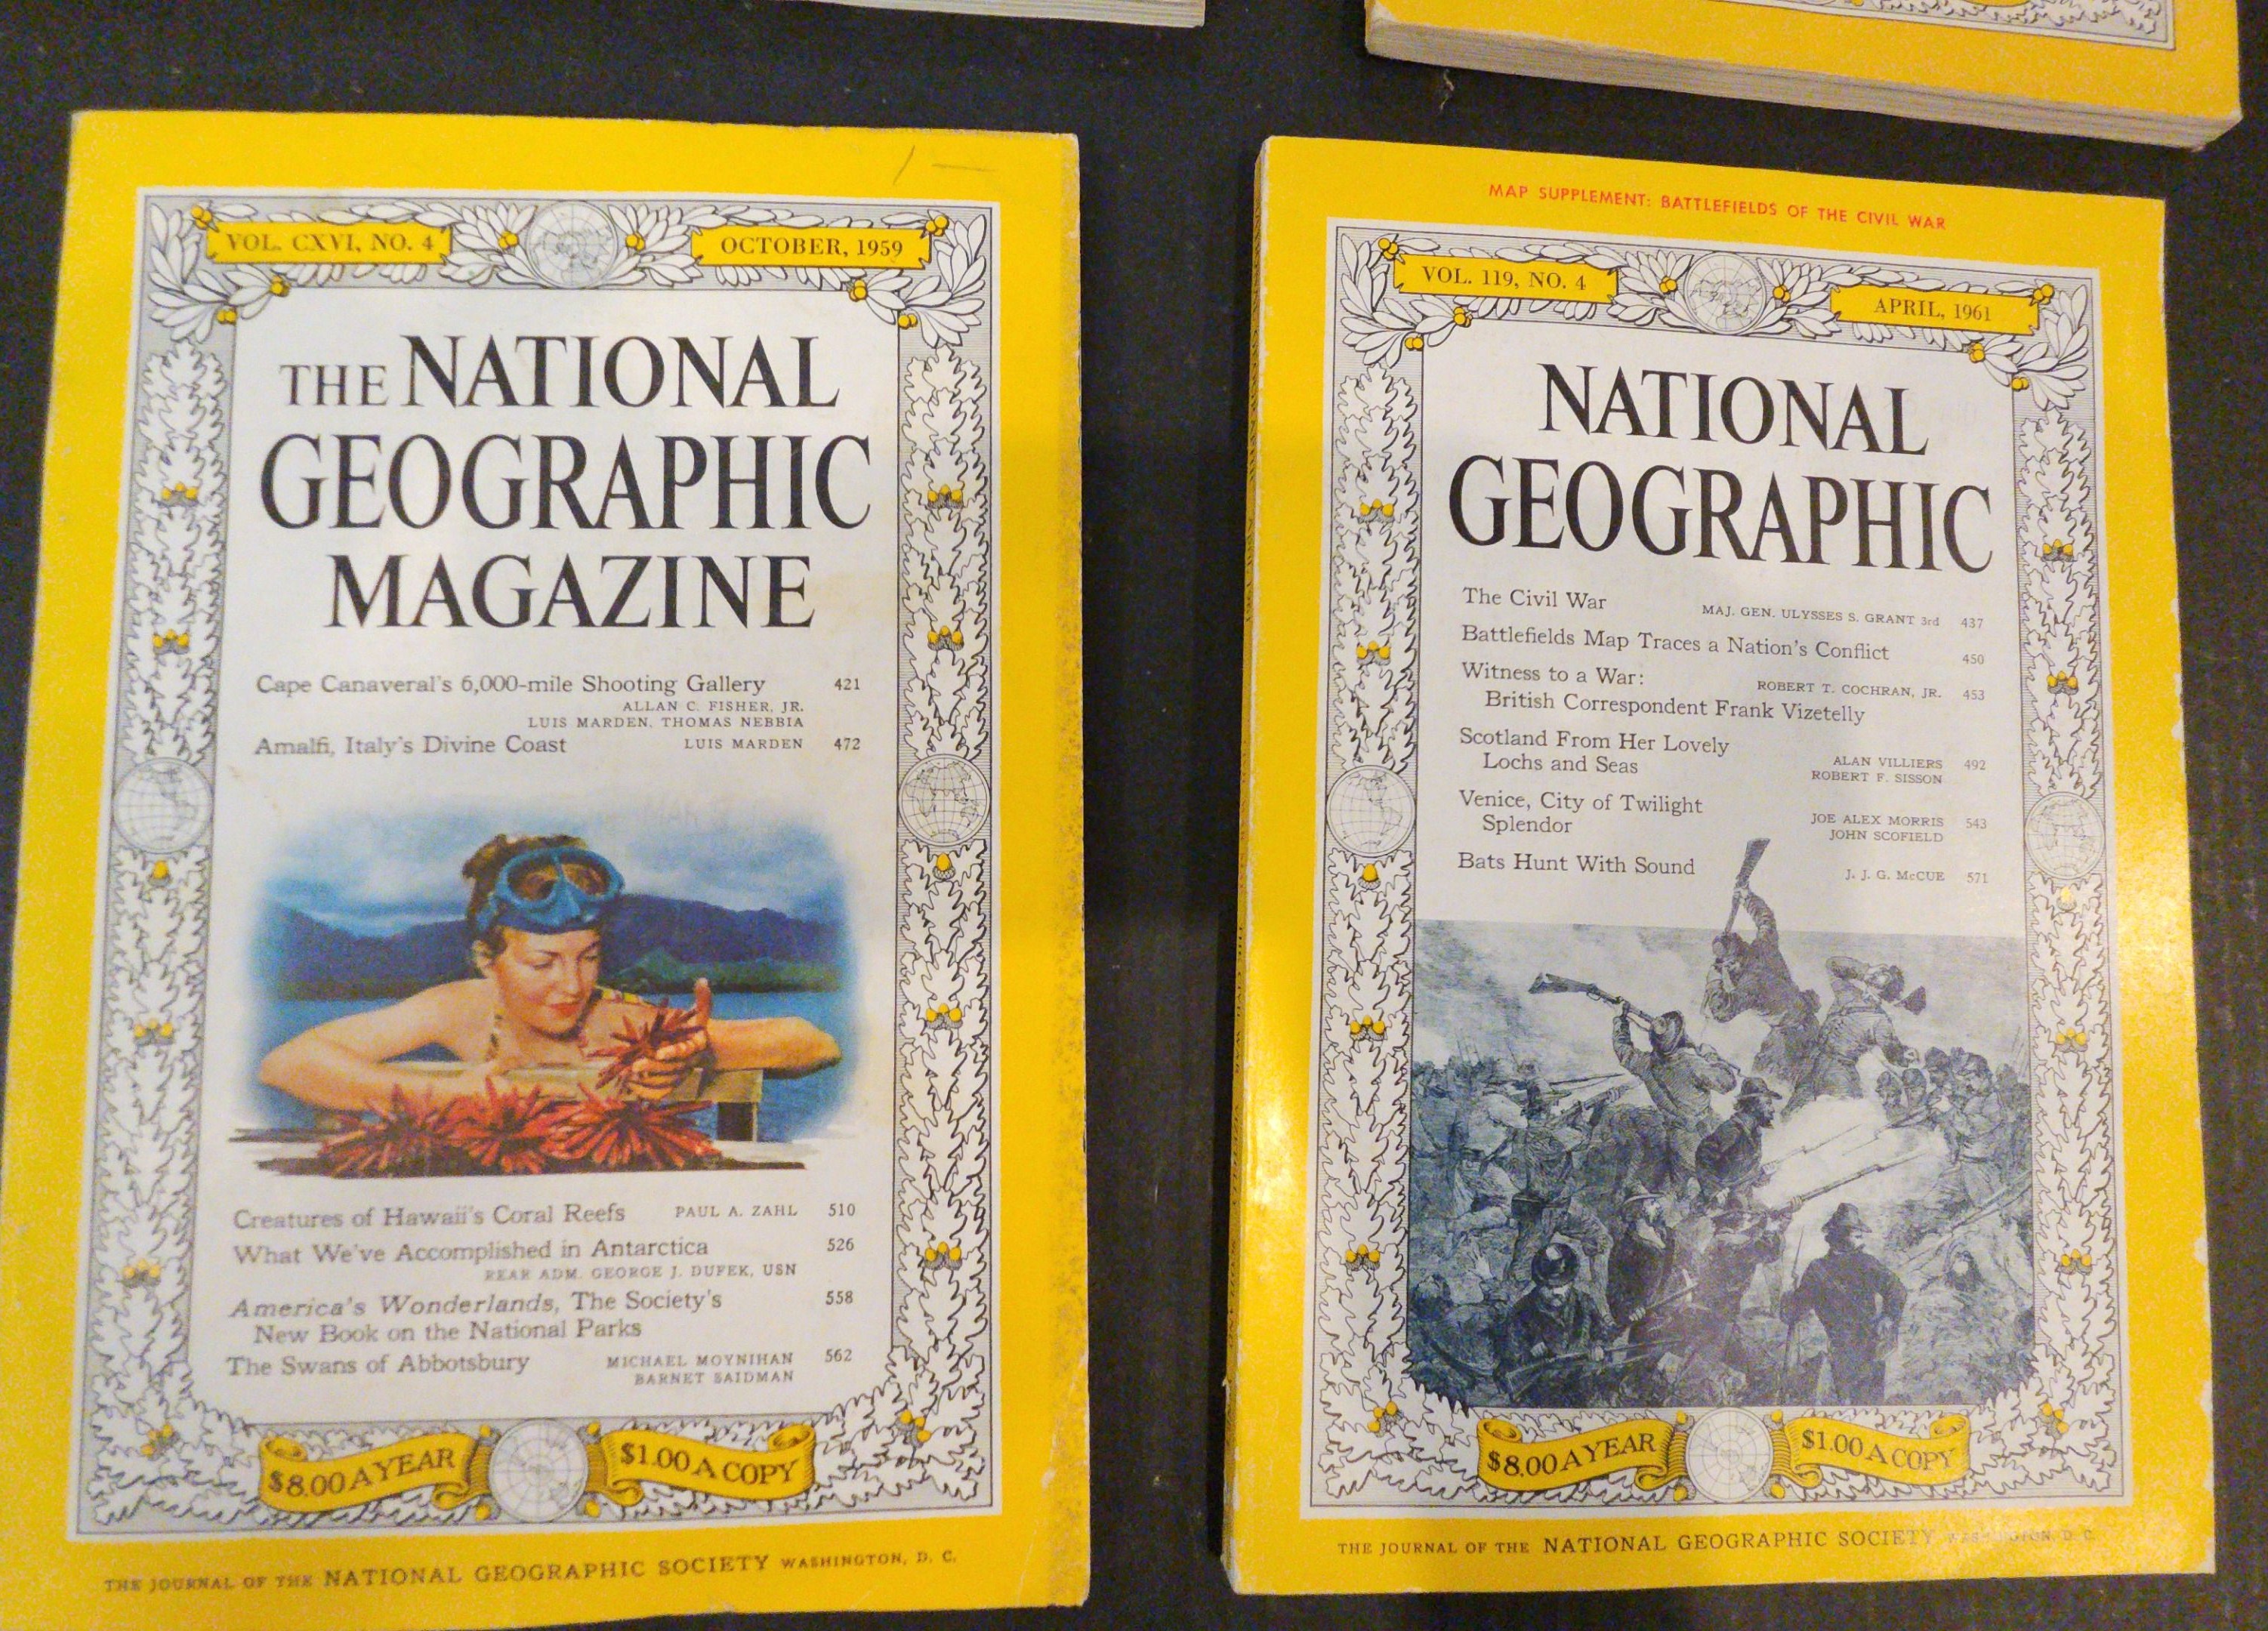 VOL. CXVI, NO. 4
OCTOBER, 1959
THE NATIONAL
GEOGRAPHIC
MAGAZINE
Cape Canaveral's 6,000-mile Shooting Gallery 421
ALLAN C. FISHER, JR.
LUIS MARDEN, THOMAS NEBBIA
Amalfi, Italy's Divine Coast LUIS MARDEN 472
Creatures of Hawaii's Coral Reefs PAUL A. ZAHL 510
What We've Accomplished in Antarctica 526
REAR ADM. GEORGE J. DUFEK, USN
America's Wonderlands, The Society's 558
New Book on the National Parks
The Swans of Abbotsbury MICHAEL MOYNIHAN 562
BARNET SAIDMAN
$8.00 A YEAR
$1.00 A COPY
THE JOURNAL OF THE NATIONAL GEOGRAPHIC SOCIETY WASHINGTON, D. C.
MAP SUPPLEMENT: BATTLEFIELDS OF THE CIVIL WAR
VOL. 119, NO. 4
APRIL, 1961
NATIONAL
GEOGRAPHIC
The Civil War MAJ. GEN. ULYSSES S. GRANT 3rd 437
Battlefields Map Traces a Nation's Conflict 450
Witness to a War: ROBERT T. COCHRAN, JR. 453
British Correspondent Frank Vizetelly
Scotland From Her Lovely
Lochs and Seas ALAN VILLIERS 492
ROBERT F. SISSON
Venice, City of Twilight
Splendor JOE ALEX MORRIS 543
JOHN SCOFIELD
Bats Hunt With Sound J. J. G. McCUE 571
$8.00 A YEAR
$1.00 A COPY
THE JOURNAL OF THE NATIONAL GEOGRAPHIC SOCIETY WASHINGTON, D. C.